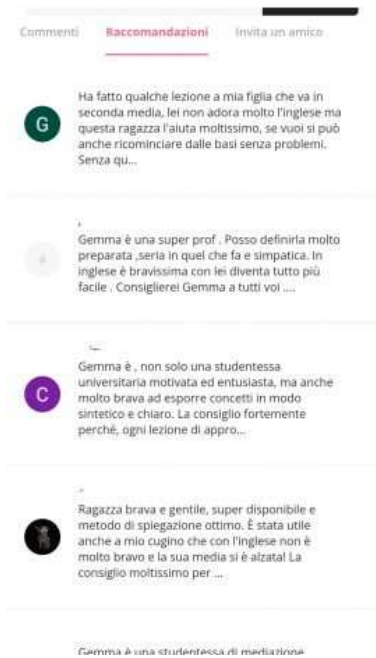 Commenti Raccomandazioni Invita un amico
G
Ha fatto qualche lezione a mia figlia che va in
seconda media, lei non adora molto l'inglese ma
questa ragazza l'aiuta moltissimo, se vuoi si può
anche ricominciare dalle basi senza problemi.
Senza qu...
Gemma è una super prof . Posso definirla molto
preparata ,seria in quel che fa e simpatica. In
inglese è bravissima con lei diventa tutto più
facile . Consiglierei Gemma a tutti voi ....
C
Gemma è , non solo una studentessa
universitaria motivata ed entusiasta, ma anche
molto brava ad esporre concetti in modo
sintetico e chiaro. La consiglio fortemente
perché, ogni lezione di appro...
Ragazza brava e gentile, super disponibile e
metodo di spiegazione ottimo. È stata utile
anche a mio cugino che con l'inglese non è
molto bravo e la sua media si è alzata! La
consiglio moltissimo per ...
Gemma è una studentessa di mediazione